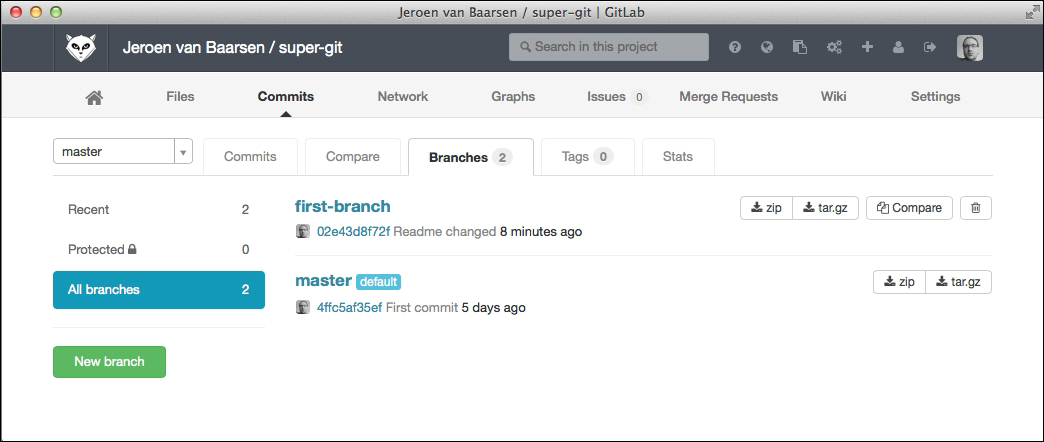 Jeroen van Baarsen / super-git | GitLab
Jeroen van Baarsen / super-git Search in this project
Files Commits Network Graphs Issues 0 Merge Requests Wiki Settings
master Commits Compare Branches 2 Tags 0 Stats
Recent 2
Protected 0
All branches 2
New branch
first-branch zip tar.gz Compare
02e43d8f72f Readme changed 8 minutes ago
master default zip tar.gz
4ffc5af35ef First commit 5 days ago